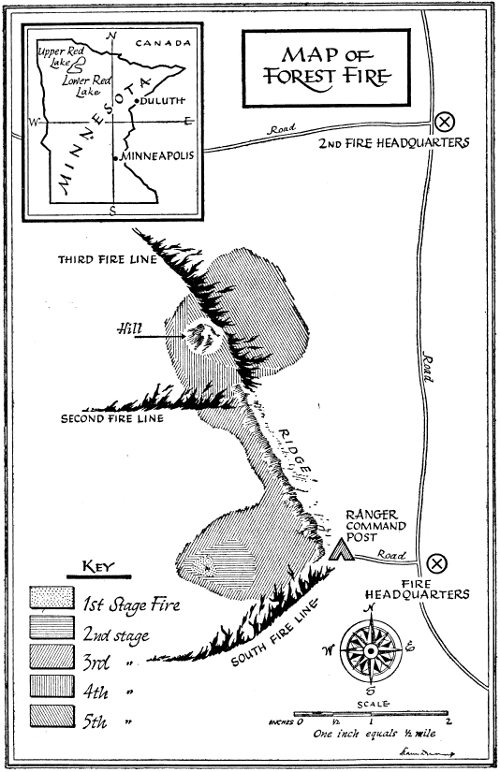 MAP OF
FOREST FIRE
N
CANADA
Upper Red
Lake
Lower Red
Lake
DULUTH
W
E
MINNESOTA
MINNEAPOLIS
S
Road
2ND FIRE HEADQUARTERS
THIRD FIRE LINE
Hill
Road
SECOND FIRE LINE
RIDGE
RANGER
COMMAND
POST
Road
FIRE
HEADQUARTERS
SOUTH FIRE LINE
KEY
1st Stage Fire
2nd stage
3rd "
4th "
5th "
N
W
E
S
SCALE
INCHES 0 1/2 1 2
One inch equals ½ mile